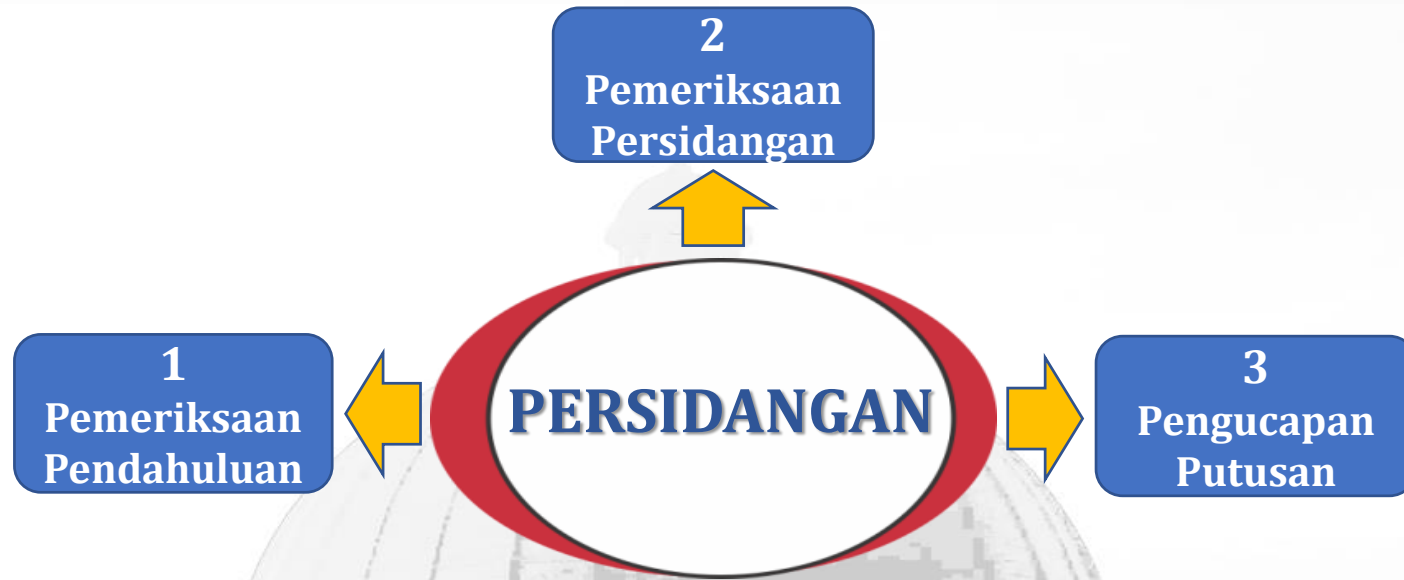 2
Pemeriksaan
Persidangan
1
Pemeriksaan
Pendahuluan
PERSIDANGAN
3
Pengucapan
Putusan